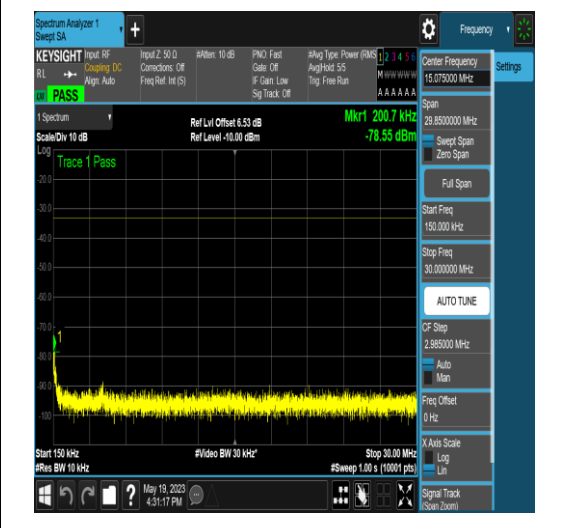 Spectrum Analyzer 1
Swept SA
Frequency
KEYSIGHT
RL
Input: RF
Coupling: DC
Align: Auto
Input Z: 50 Ω
Corrections: Off
Freq Ref: Int (S)
#Atten: 10 dB
PNO: Fast
Gate: Off
IF Gain: Low
Sig Track: Off
#Avg Type: Power (RMS
Avg|Hold: 5/5
Trig: Free Run
1 2 3 4 5 6
M W W W W W
A A A A A A
PASS
1 Spectrum
Scale/Div 10 dB
Ref Lvl Offset 6.53 dB
Ref Level -10.00 dBm
Mkr1 200.7 kHz
-78.55 dBm
Log
Trace 1 Pass
-20.0
-30.0
-40.0
-50.0
-60.0
-70.0
-80.0
-90.0
-100
1
Start 150 kHz
#Res BW 10 kHz
#Video BW 30 kHz*
Stop 30.00 MHz
#Sweep 1.00 s (10001 pts)
May 19, 2023
4:31:17 PM
?
Center Frequency
15.075000 MHz
Settings
Span
29.8500000 MHz
Swept Span
Zero Span
Full Span
Start Freq
150.000 kHz
Stop Freq
30.000000 MHz
AUTO TUNE
CF Step
2.985000 MHz
Auto
Man
Freq Offset
0 Hz
X Axis Scale
Log
Lin
Signal Track
(Span Zoom)